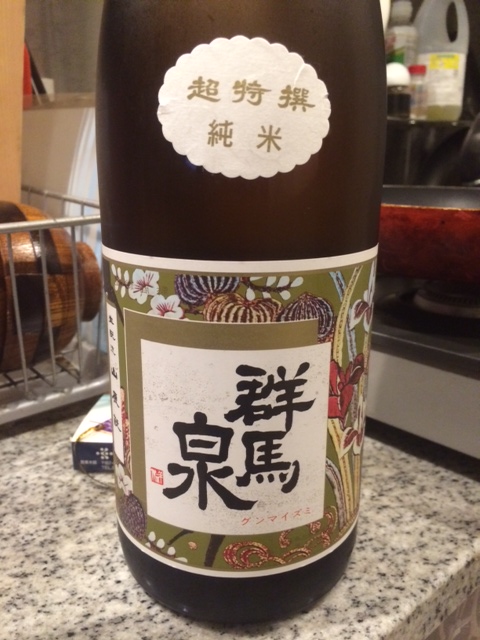 超特撰
純米
群馬
泉
グンマイズミ